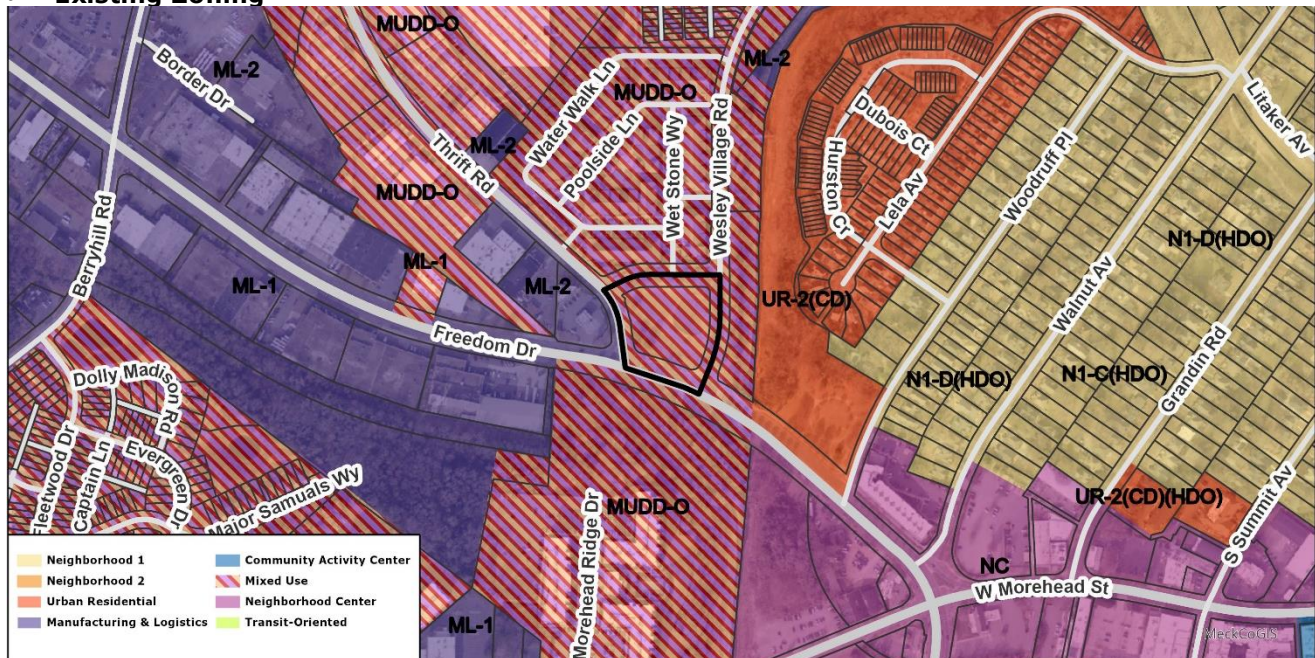 Existing Zoning
MUDD-O
ML-2
Border Dr
ML-2
Water Walk Ln
MUDD-O
Litaker Av
Dubois Ct
Poolside Ln
Thrift Rd
ML-2
Wet Stone Wy
Wesley Village Rd
Hurston Cr
Lela Av
Woodruff Pl
MUDD-O
Berryhill Rd
N1-D(HDO)
Walnut Av
ML-1
ML-1
ML-2
UR-2(CD)
Freedom Dr
Grandin Rd
N1-D(HDO)
N1-C(HDO)
Dolly Madison Rd
Fleetwood Dr
Captain Ln
Evergreen Dr
Major Samuals Wy
UR-2(CD)(HDO)
S Summit Av
MUDD-O
Morehead Ridge Dr
NC
W Morehead St
ML-1
MeckCoGIS
Neighborhood 1
Neighborhood 2
Urban Residential
Manufacturing & Logistics
Community Activity Center
Mixed Use
Neighborhood Center
Transit-Oriented